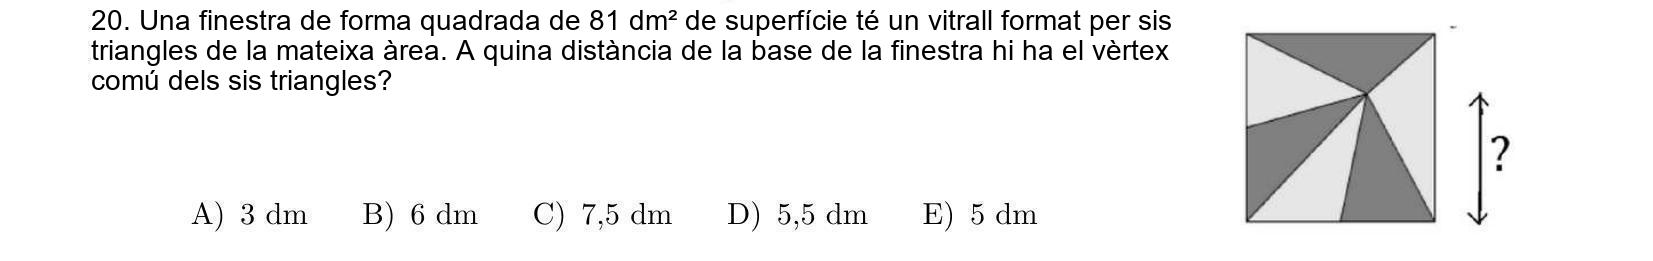 20. Una finestra de forma quadrada de 81 dm² de superfície té un vitrall format per sis
triangles de la mateixa àrea. A quina distància de la base de la finestra hi ha el vèrtex
comú dels sis triangles?
?
A) 3 dm B) 6 dm C) 7,5 dm D) 5,5 dm E) 5 dm